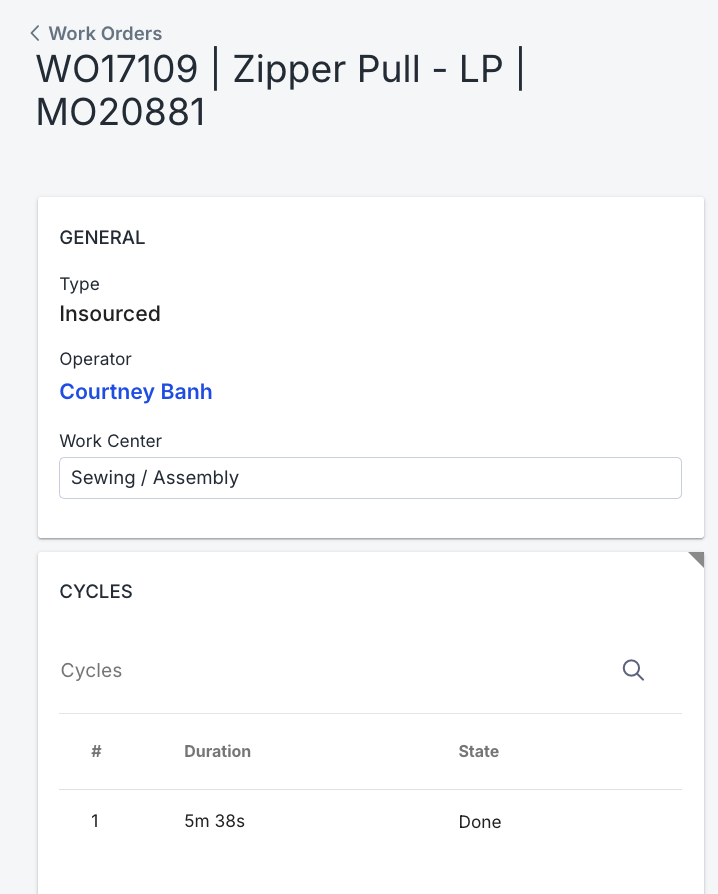 Work Orders
WO17109 | Zipper Pull - LP |
MO20881
GENERAL
Type
Insourced
Operator
Courtney Banh
Work Center
Sewing / Assembly
CYCLES
Cycles
# Duration State
1 5m 38s Done